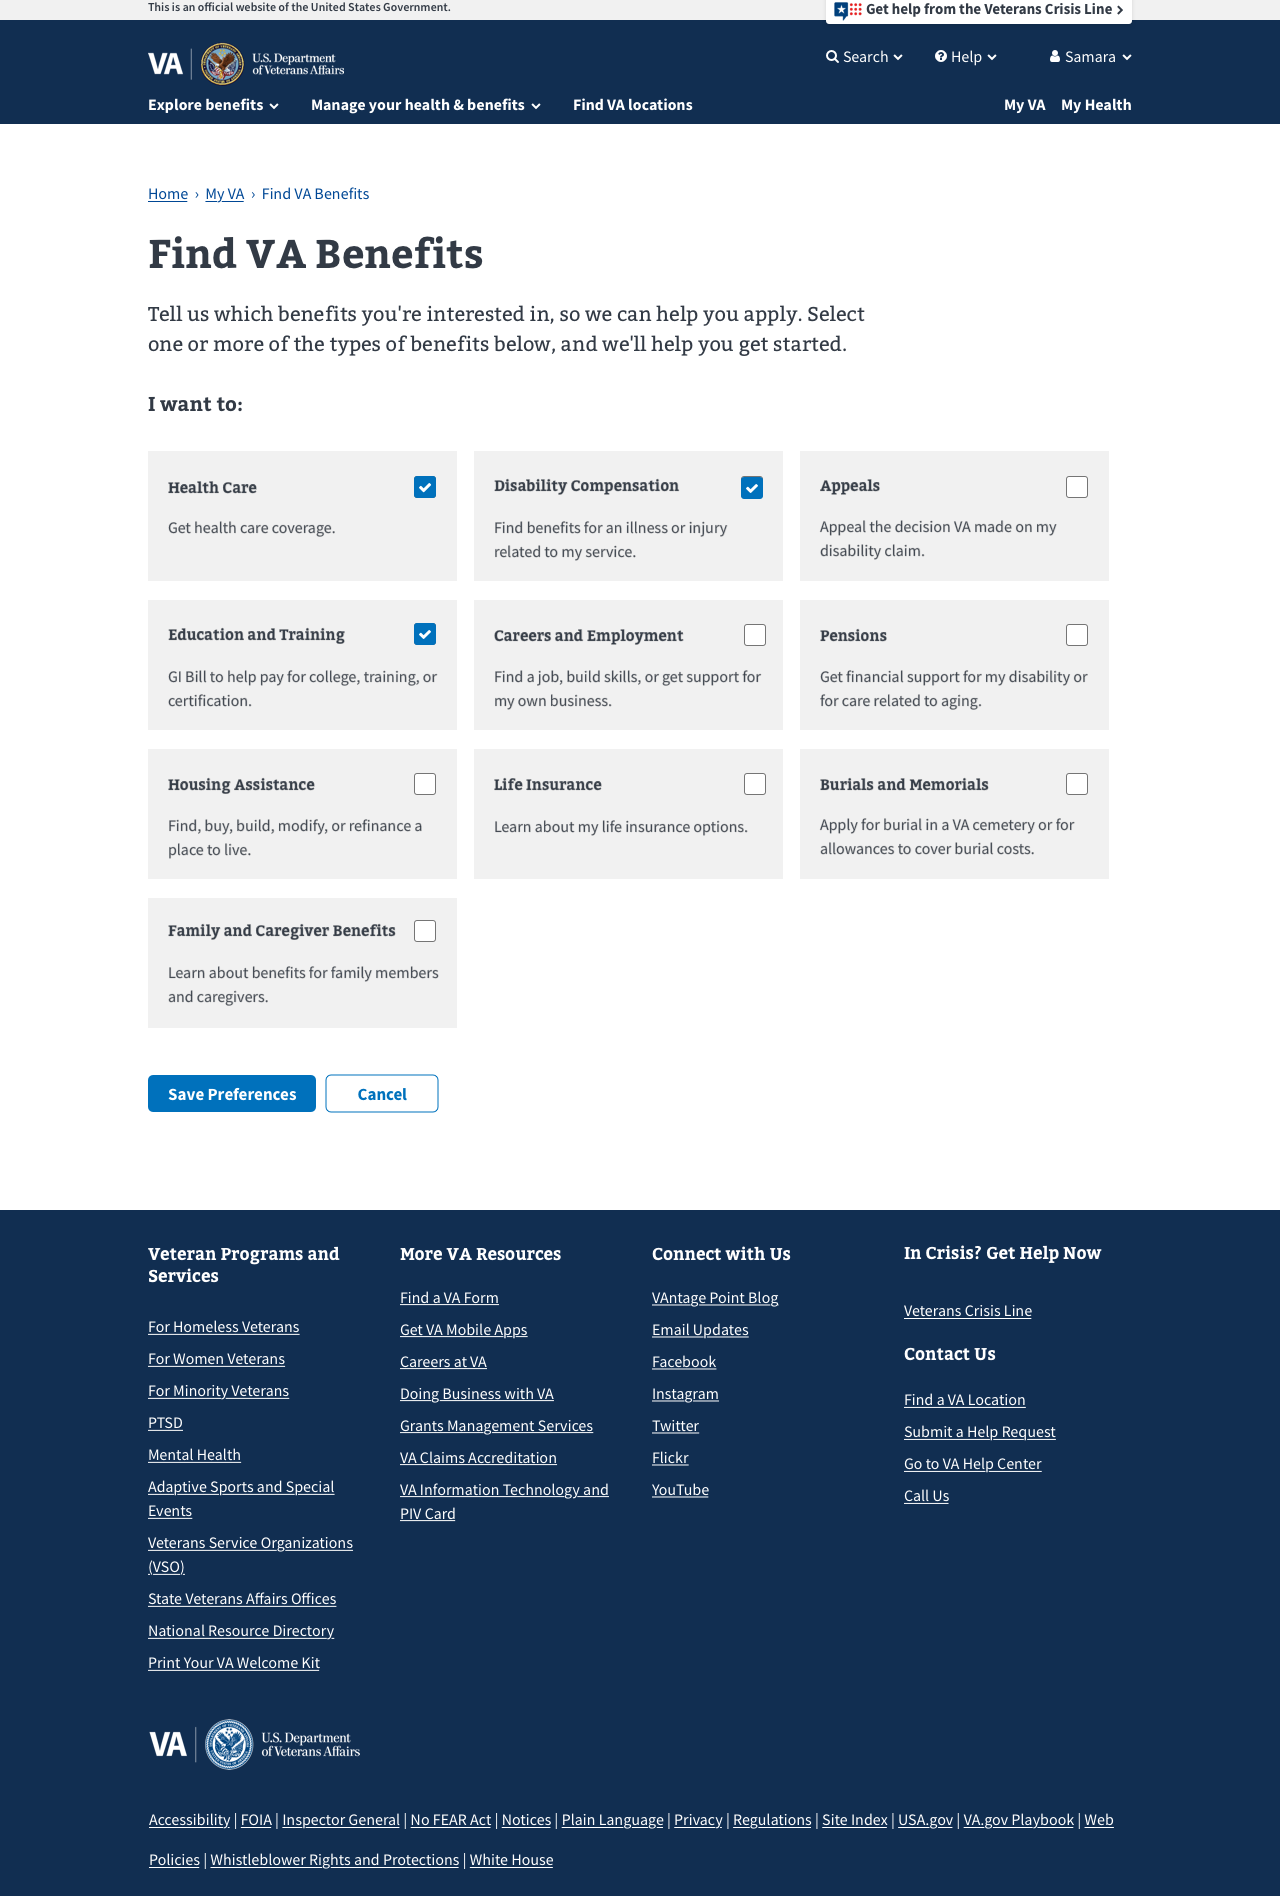 This is an official website of the United States Government.
Get help from the Veterans Crisis Line
VA
U.S. Department
of Veterans Affairs
Search
Help
Samara
Explore benefits
Manage your health & benefits
Find VA locations
My VA
My Health
Home › My VA › Find VA Benefits
Find VA Benefits
Tell us which benefits you're interested in, so we can help you apply. Select
one or more of the types of benefits below, and we'll help you get started.
I want to:
Health Care
Get health care coverage.
Disability Compensation
Find benefits for an illness or injury
related to my service.
Appeals
Appeal the decision VA made on my
disability claim.
Education and Training
GI Bill to help pay for college, training, or
certification.
Careers and Employment
Find a job, build skills, or get support for
my own business.
Pensions
Get financial support for my disability or
for care related to aging.
Housing Assistance
Find, buy, build, modify, or refinance a
place to live.
Life Insurance
Learn about my life insurance options.
Burials and Memorials
Apply for burial in a VA cemetery or for
allowances to cover burial costs.
Family and Caregiver Benefits
Learn about benefits for family members
and caregivers.
Save Preferences
Cancel
Veteran Programs and
Services
For Homeless Veterans
For Women Veterans
For Minority Veterans
PTSD
Mental Health
Adaptive Sports and Special
Events
Veterans Service Organizations
(VSO)
State Veterans Affairs Offices
National Resource Directory
Print Your VA Welcome Kit
More VA Resources
Find a VA Form
Get VA Mobile Apps
Careers at VA
Doing Business with VA
Grants Management Services
VA Claims Accreditation
VA Information Technology and
PIV Card
Connect with Us
VAntage Point Blog
Email Updates
Facebook
Instagram
Twitter
Flickr
YouTube
In Crisis? Get Help Now
Veterans Crisis Line
Contact Us
Find a VA Location
Submit a Help Request
Go to VA Help Center
Call Us
VA
U.S. Department
of Veterans Affairs
Accessibility | FOIA | Inspector General | No FEAR Act | Notices | Plain Language | Privacy | Regulations | Site Index | USA.gov | VA.gov Playbook | Web
Policies | Whistleblower Rights and Protections | White House